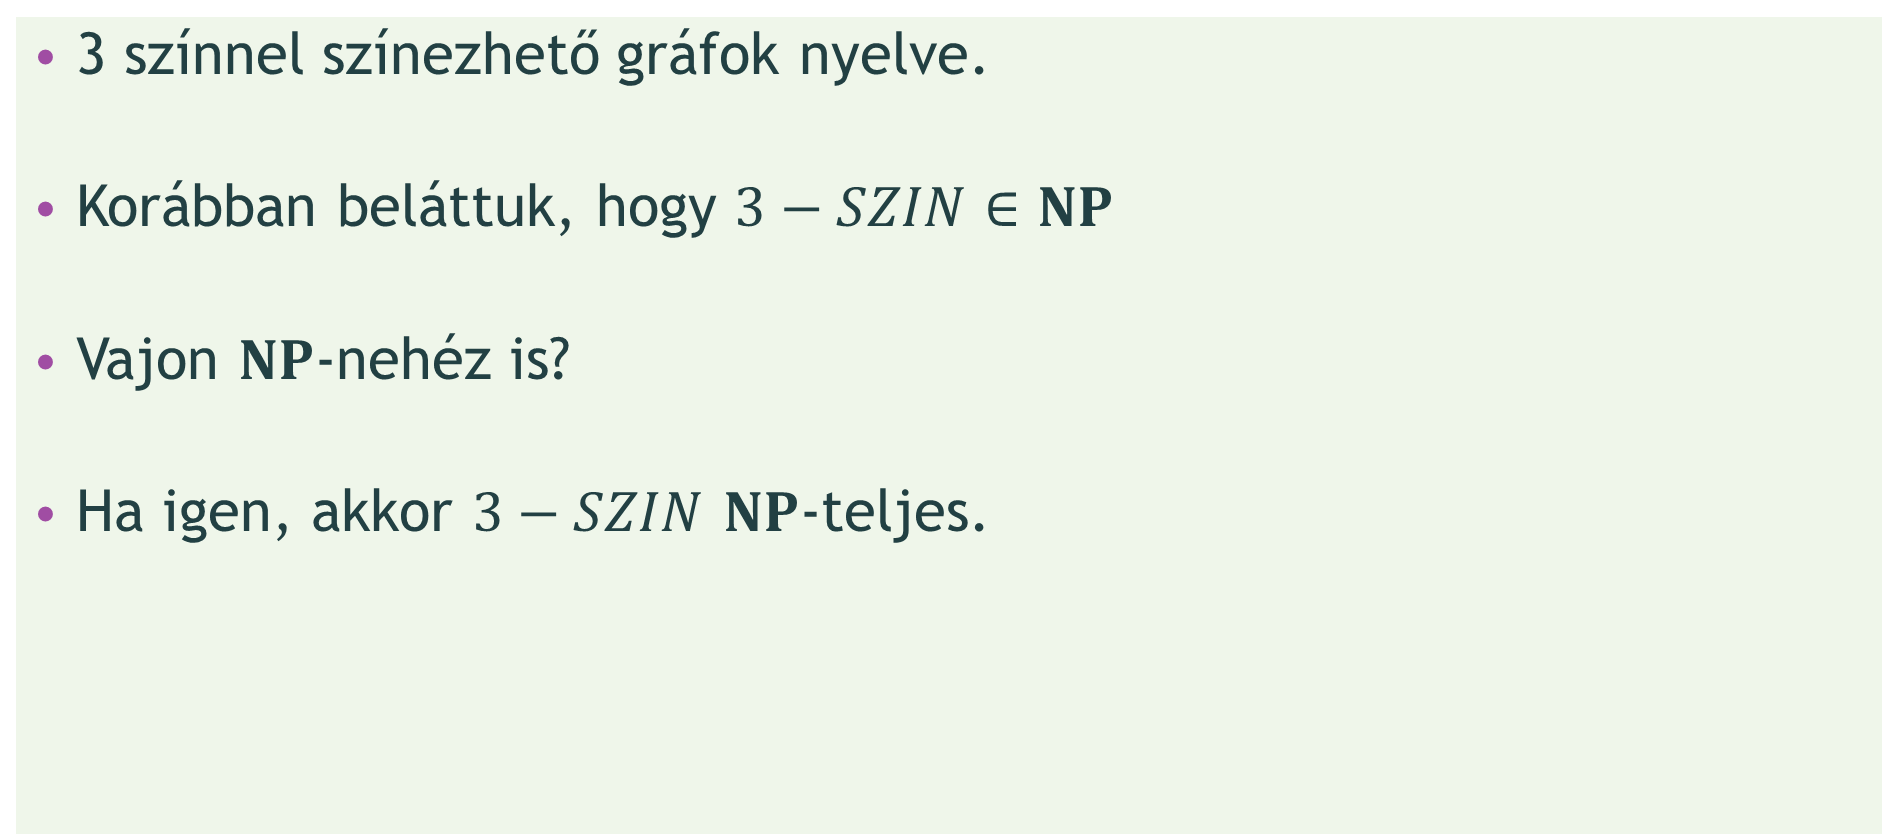 • 3 színnel színezhető gráfok nyelve.
• Korábban beláttuk, hogy 3 − SZIN ∈ NP
• Vajon NP-nehéz is?
• Ha igen, akkor 3 − SZIN NP-teljes.